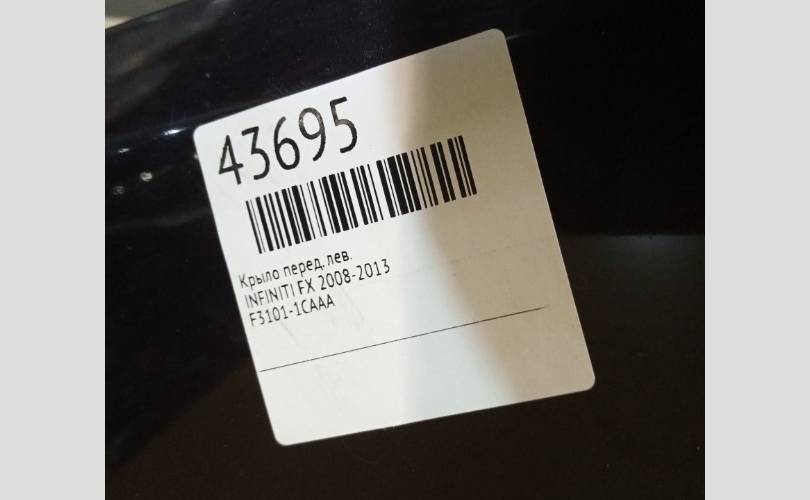 43695
Крыло перед. лев.
INFINITI FX 2008-2013
F3101-1CAAA